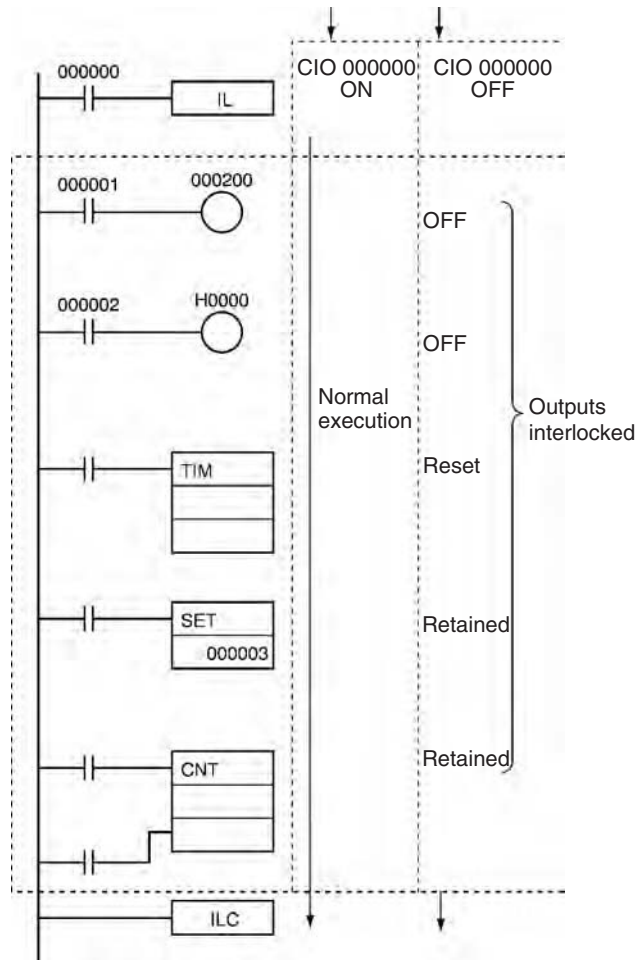 000000
IL
CIO 000000
ON
CIO 000000
OFF
000001
000200
OFF
000002
H0000
OFF
Normal
execution
Outputs
interlocked
TIM
Reset
SET
000003
Retained
CNT
Retained
ILC